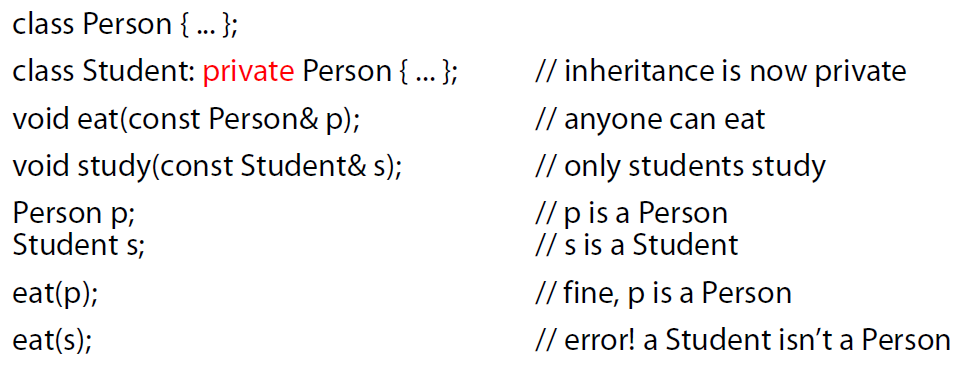 class Person { ... };
class Student: private Person { ... }; // inheritance is now private
void eat(const Person& p); // anyone can eat
void study(const Student& s); // only students study
Person p; // p is a Person
Student s; // s is a Student
eat(p); // fine, p is a Person
eat(s); // error! a Student isn’t a Person